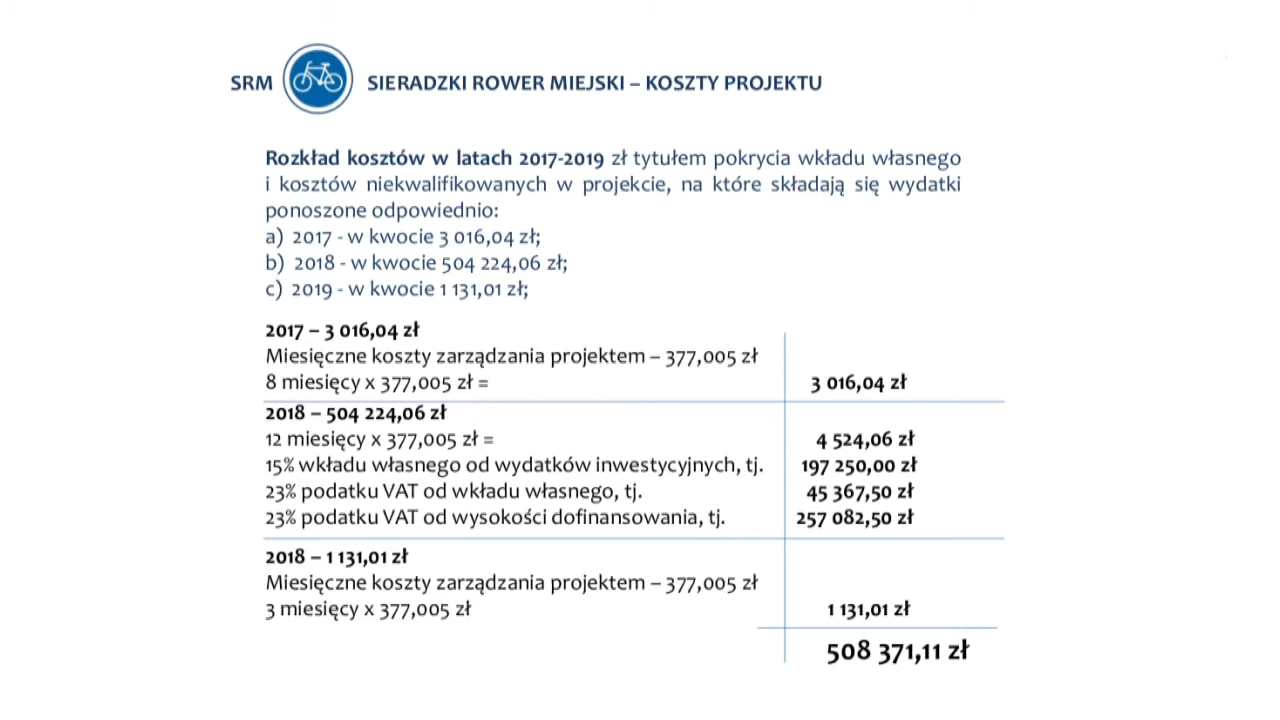 SRM SIERADZKI ROWER MIEJSKI – KOSZTY PROJEKTU
Rozkład kosztów w latach 2017-2019 zł tytułem pokrycia wkładu własnego
i kosztów niekwalifikowanych w projekcie, na które składają się wydatki
ponoszone odpowiednio:
a) 2017 - w kwocie 3 016,04 zł;
b) 2018 - w kwocie 504 224,06 zł;
c) 2019 - w kwocie 1 131,01 zł;
2017 – 3 016,04 zł
Miesięczne koszty zarządzania projektem – 377,005 zł
8 miesięcy x 377,005 zł = 3 016,04 zł
2018 – 504 224,06 zł
12 miesięcy x 377,005 zł = 4 524,06 zł
15% wkładu własnego od wydatków inwestycyjnych, tj. 197 250,00 zł
23% podatku VAT od wkładu własnego, tj. 45 367,50 zł
23% podatku VAT od wysokości dofinansowania, tj. 257 082,50 zł
2018 – 1 131,01 zł
Miesięczne koszty zarządzania projektem – 377,005 zł
3 miesięcy x 377,005 zł 1 131,01 zł
508 371,11 zł